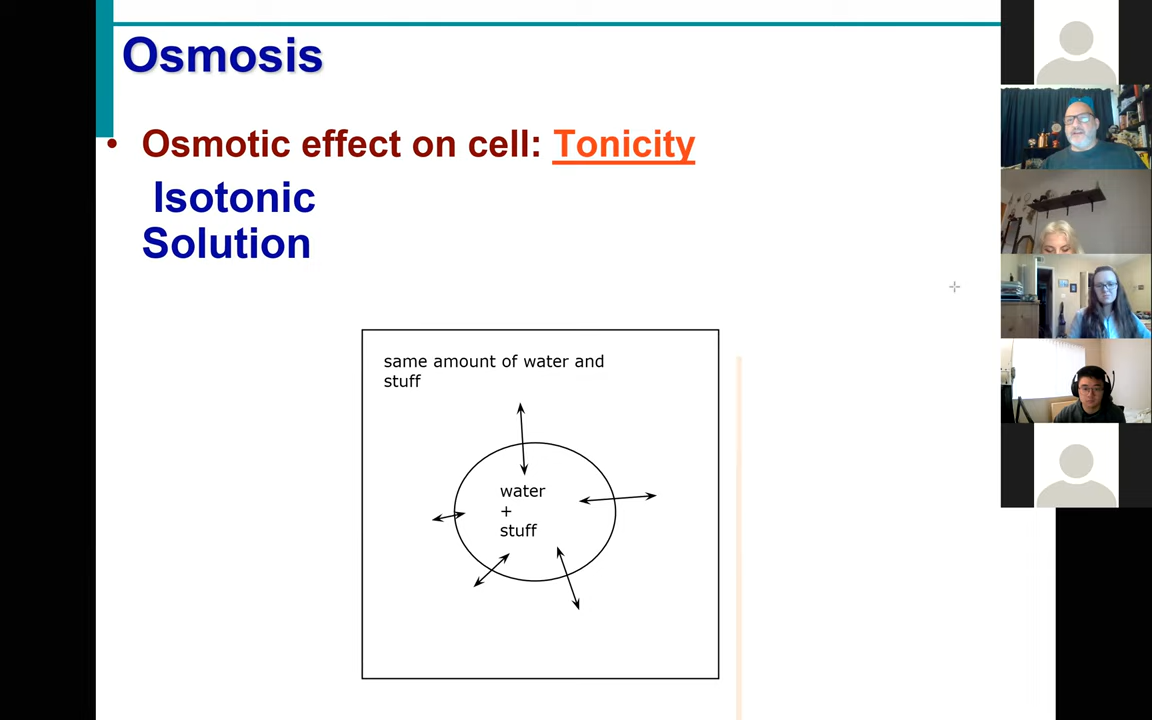 Osmosis
• Osmotic effect on cell: Tonicity
Isotonic
Solution
same amount of water and
stuff
water
+
stuff